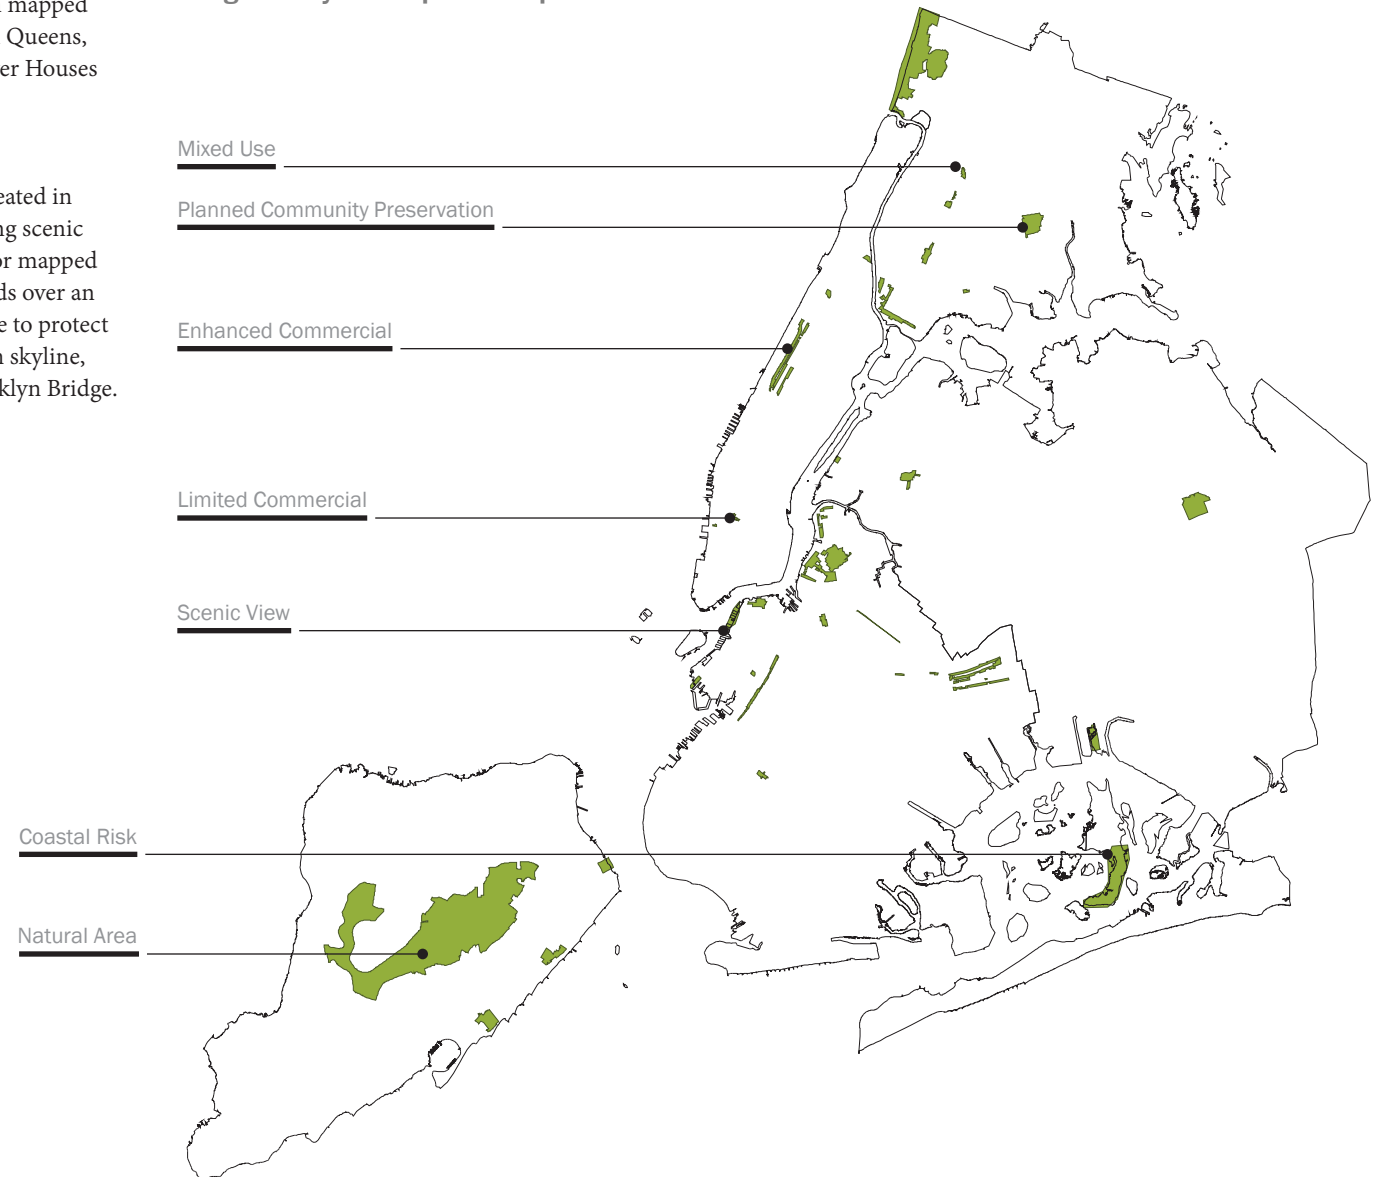 mapped
Queens,
er Houses
eated in
ng scenic
or mapped
ds over an
e to protect
n skyline,
klyn Bridge.
Mixed Use
Planned Community Preservation
Enhanced Commercial
Limited Commercial
Scenic View
Coastal Risk
Natural Area